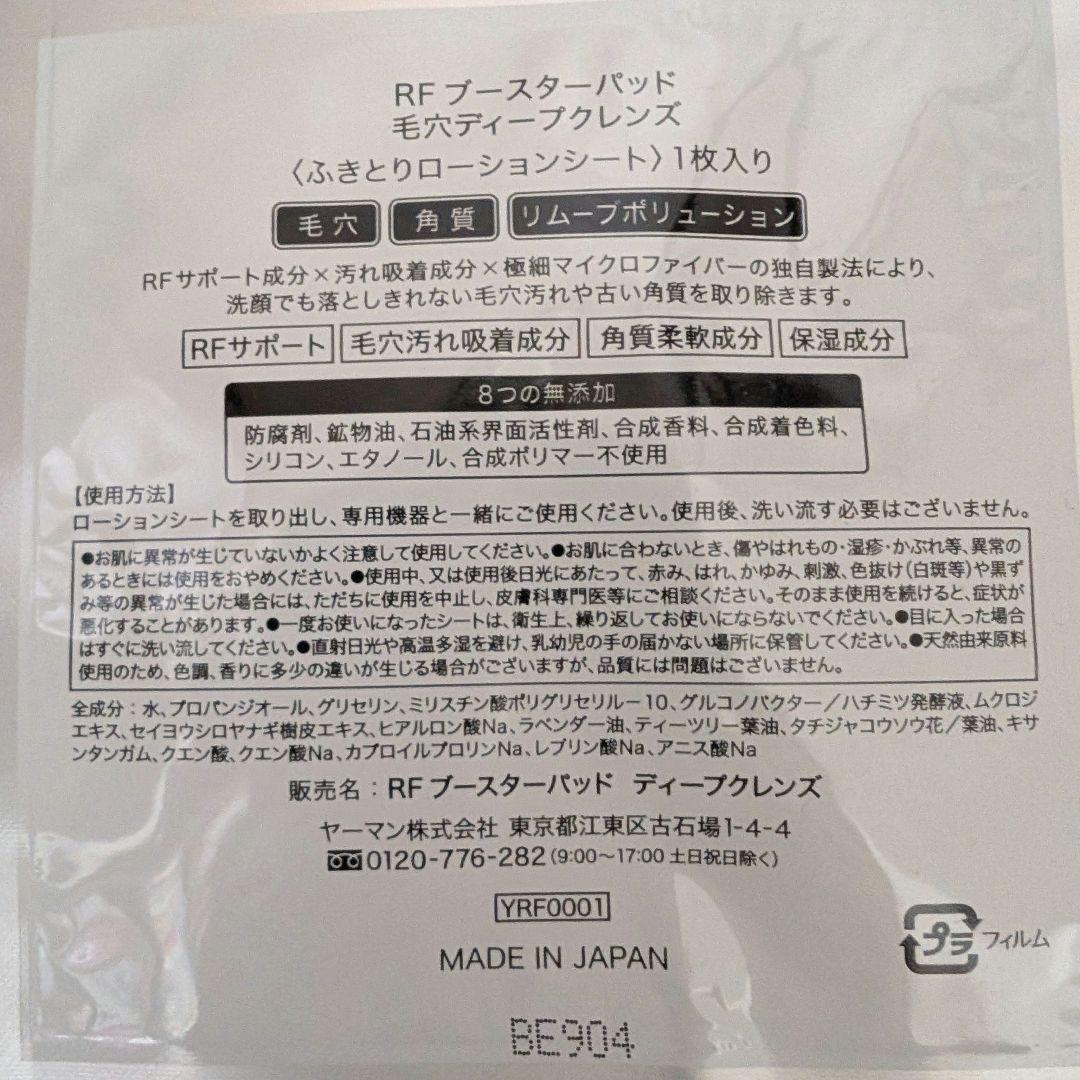 RF ブースターパッド
毛穴ディープクレンズ
〈ふきとりローションシート〉1枚入り
毛穴 角質 リムーブポリューション
RFサポート成分×汚れ吸着成分×極細マイクロファイバーの独自製法により、
洗顔でも落としきれない毛穴汚れや古い角質を取り除きます。
RFサポート 毛穴汚れ吸着成分 角質柔軟成分 保湿成分
8つの無添加
防腐剤、鉱物油、石油系界面活性剤、合成香料、合成着色料、
シリコン、エタノール、合成ポリマー不使用
【使用方法】
ローションシートを取り出し、専用機器と一緒にご使用ください。使用後、洗い流す必要はございません。
●お肌に異常が生じていないかよく注意して使用してください。●お肌に合わないとき、傷やはれもの・湿疹・かぶれ等、異常の
あるときには使用をおやめください。●使用中、又は使用後日光にあたって、赤み、はれ、かゆみ、刺激、色抜け(白斑等)や黒ず
み等の異常が生じた場合には、ただちに使用を中止し、皮膚科専門医等にご相談ください。そのまま使用を続けると、症状が
悪化することがあります。●一度お使いになったシートは、衛生上、繰り返してお使いにならないでください。●目に入った場合
はすぐに洗い流してください。●直射日光や高温多湿を避け、乳幼児の手の届かない場所に保管してください。●天然由来原料
使用のため、色調、香りに多少の違いが生じる場合がございますが、品質には問題はございません。
全成分：水、プロパンジオール、グリセリン、ミリスチン酸ポリグリセリル－10、グルコノバクター／ハチミツ発酵液、ムクロジ
エキス、セイヨウシロヤナギ樹皮エキス、ヒアルロン酸Na、ラベンダー油、ティーツリー葉油、タチジャコウソウ花／葉油、キサ
ンタンガム、クエン酸、クエン酸Na、カプロイルプロリンNa、レブリン酸Na、アニス酸Na
販売名：RF ブースターパッド ディープクレンズ
ヤーマン株式会社 東京都江東区古石場1-4-4
0120-776-282(9:00～17:00 土日祝日除く)
YRF0001
MADE IN JAPAN
プラ フィルム
BE904